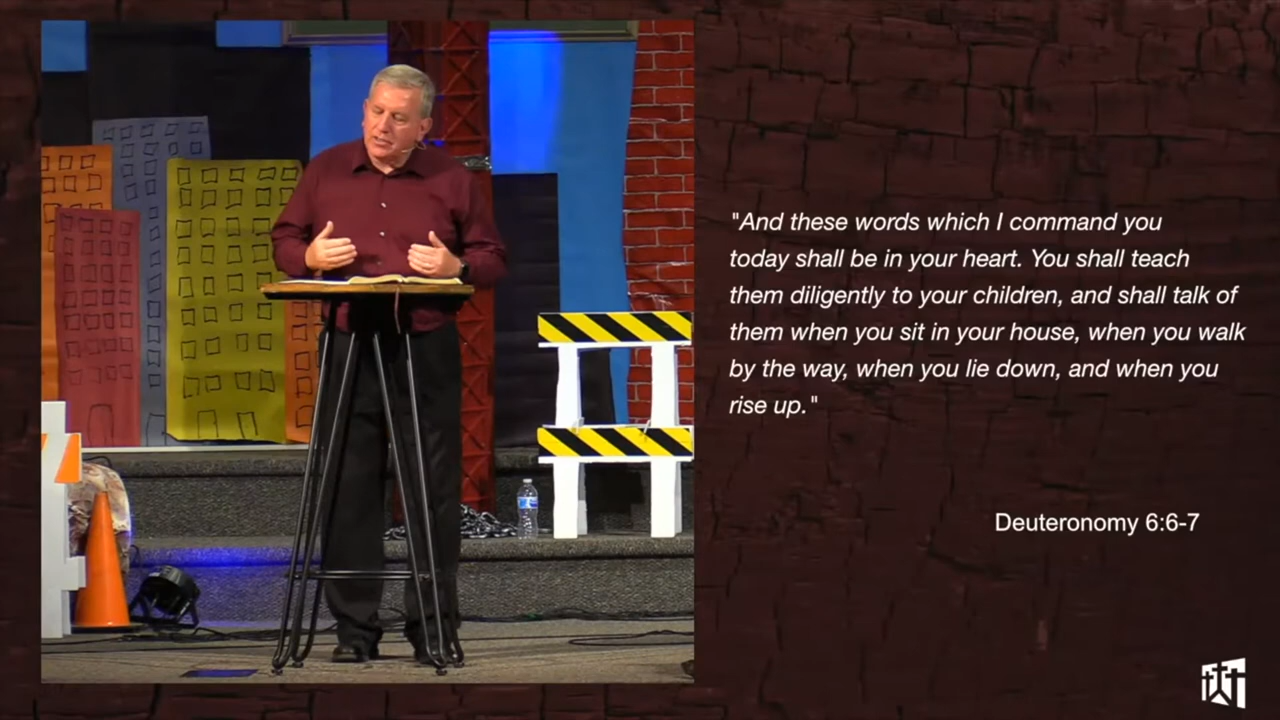 "And these words which I command you
today shall be in your heart. You shall teach
them diligently to your children, and shall talk of
them when you sit in your house, when you walk
by the way, when you lie down, and when you
rise up."
Deuteronomy 6:6-7